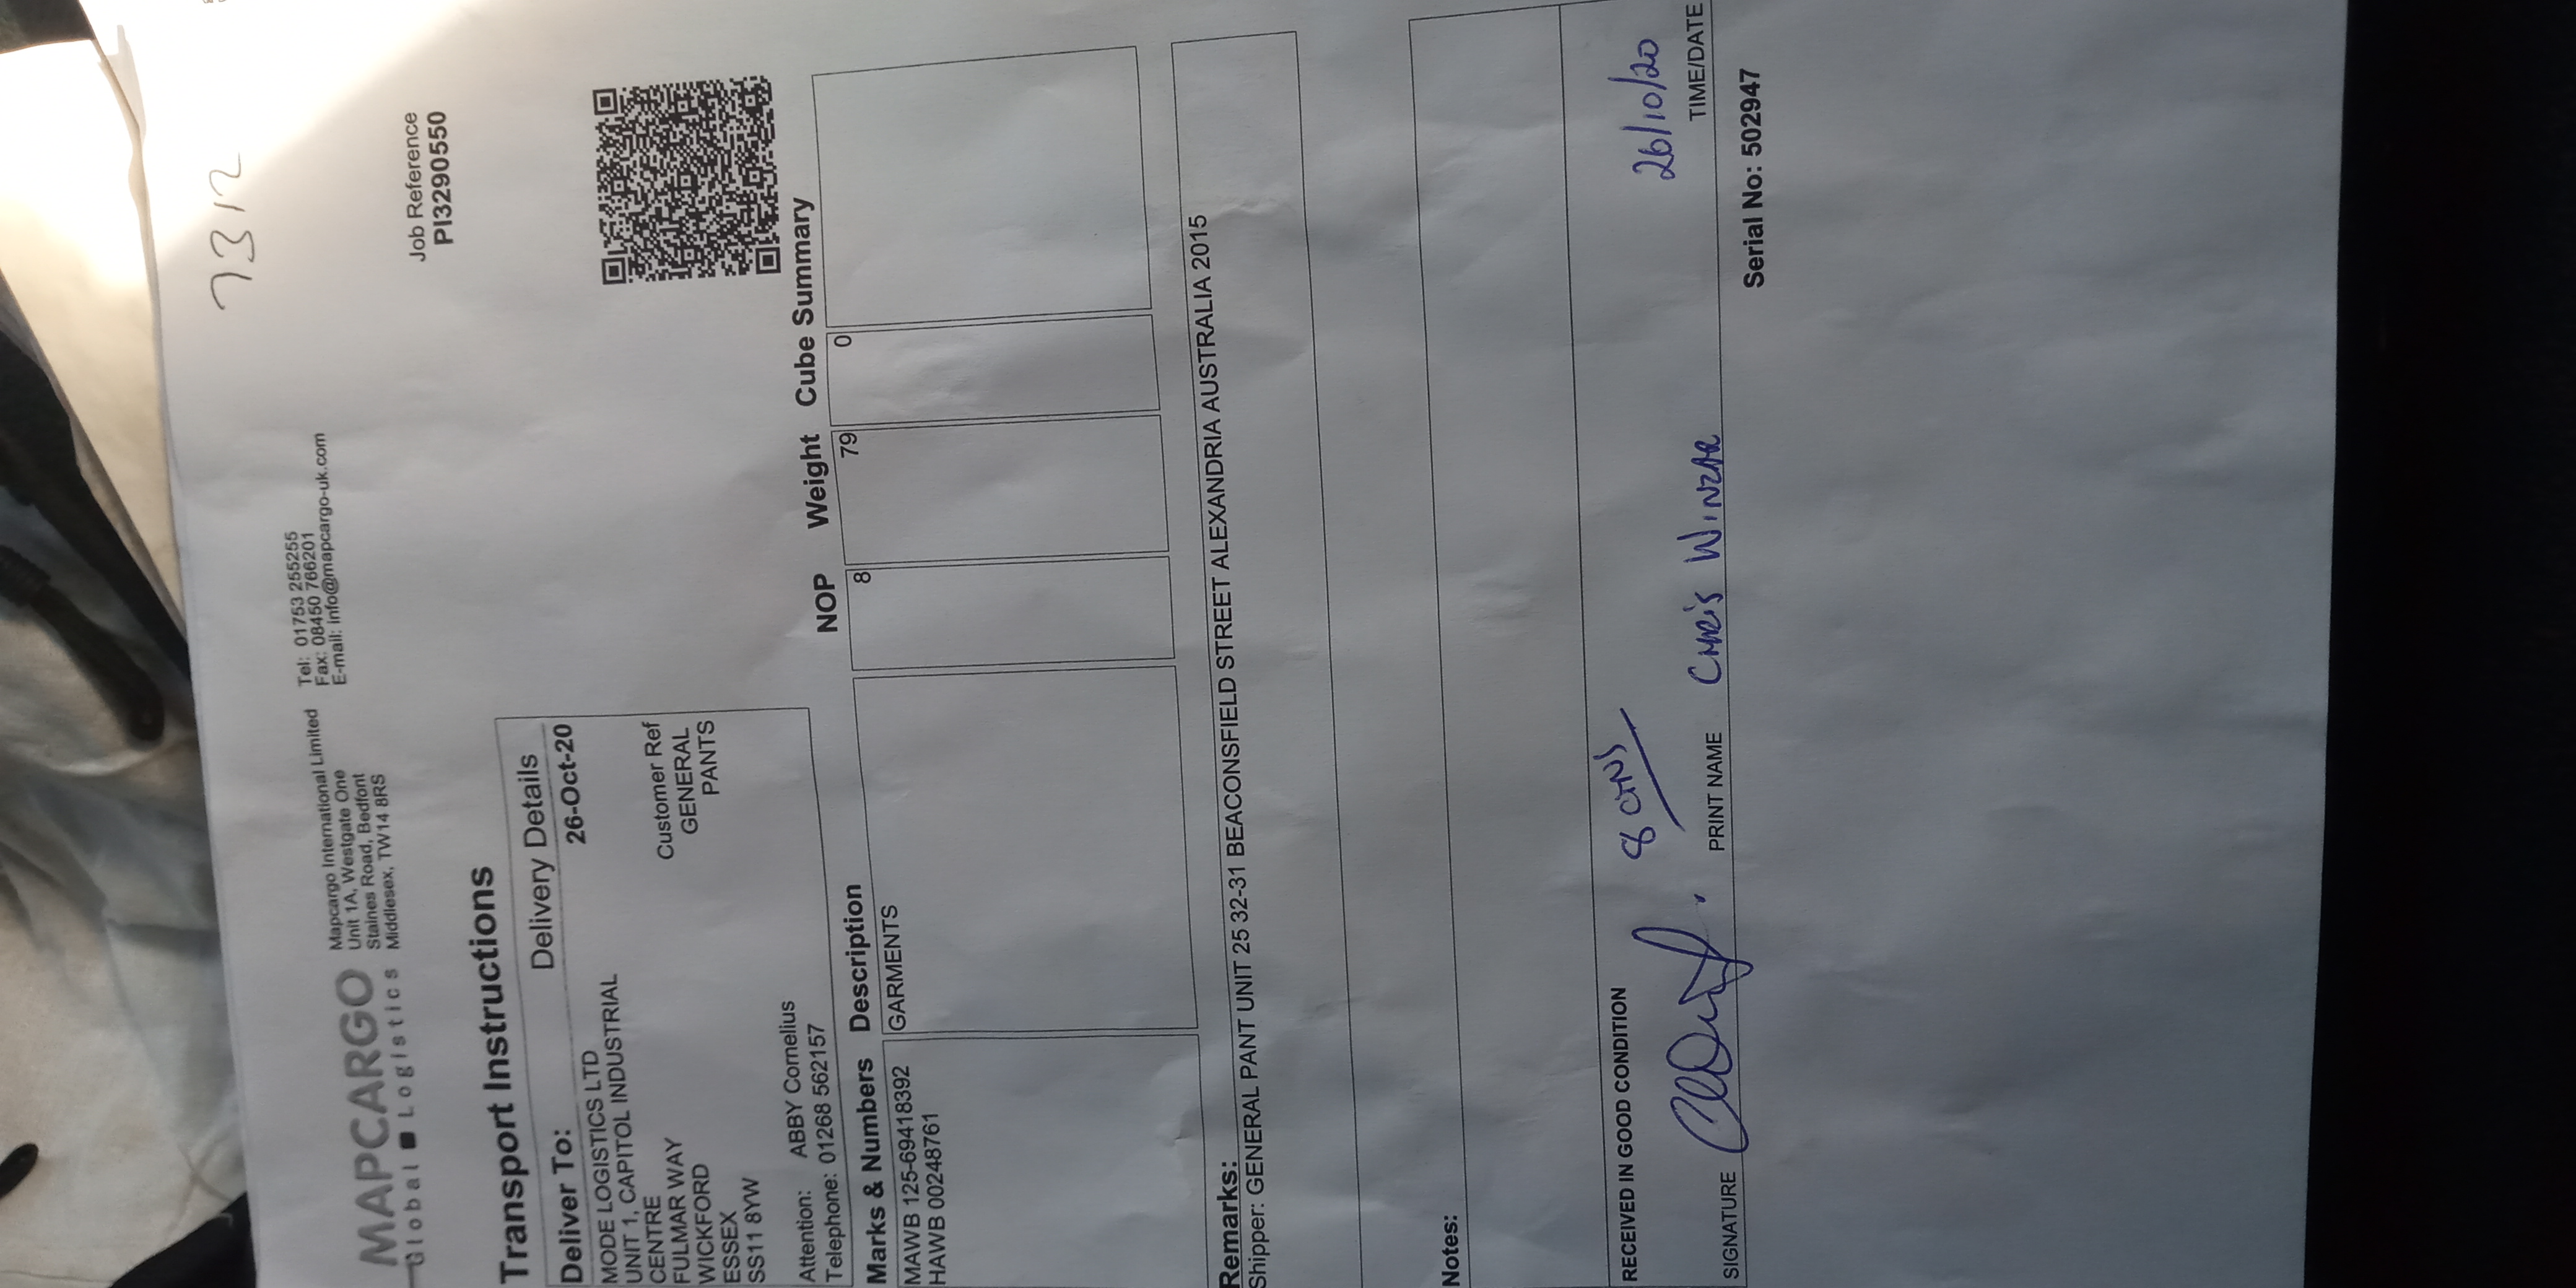 7312
MAPCARGO
Global Logistics
Mapcargo International Limited
Unit 1A, Westgate One
Staines Road, Bedfont
Middlesex, TW14 8RS
Tel: 01753 255255
Fax: 08450 766201
E-mail: info@mapcargo-uk.com
Job Reference
PI3290550
Transport Instructions
Delivery Details
Deliver To: 26-Oct-20
MODE LOGISTICS LTD
UNIT 1, CAPITOL INDUSTRIAL
CENTRE
FULMAR WAY
WICKFORD
ESSEX
SS11 8YW
Customer Ref
GENERAL
PANTS
Attention: ABBY Cornelius
Telephone: 01268 562157
Marks & Numbers Description NOP Weight Cube Summary
MAWB 125-69418392 GARMENTS 8 79 0
HAWB 00248761
Remarks:
Shipper: GENERAL PANT UNIT 25 32-31 BEACONSFIELD STREET ALEXANDRIA AUSTRALIA 2015
Notes:
RECEIVED IN GOOD CONDITION 8 CTNS 26/10/20
SIGNATURE PRINT NAME CHRIS WINZAR TIME/DATE
Serial No: 502947